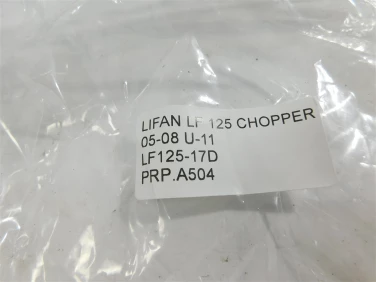 LIFAN LF 125 CHOPPER
05-08 U-11
LF125-17D
PRP.A504